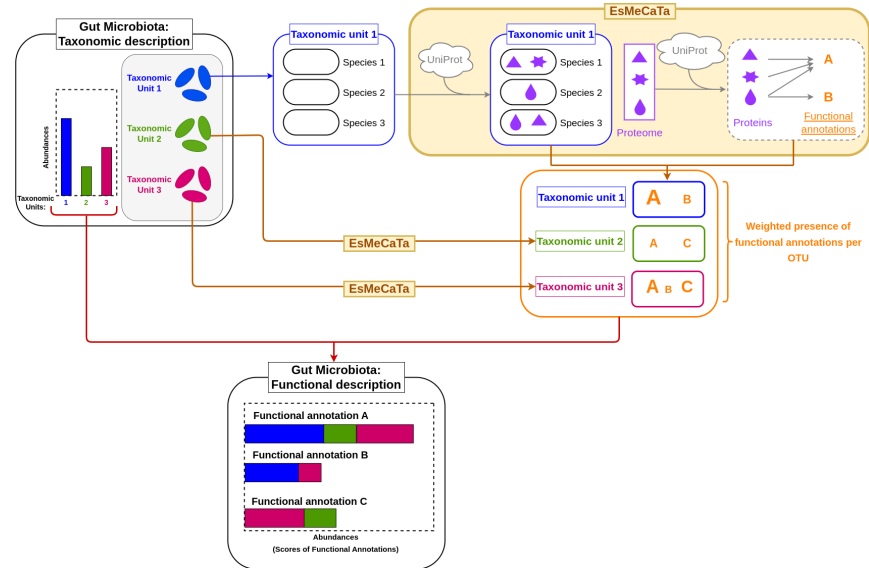 EsMeCaTa
Gut Microbiota:
Taxonomic description
Taxonomic
Unit 1
Taxonomic
Unit 2
Taxonomic
Unit 3
Abundances
Taxonomic
Units:
1 2 3
Taxonomic unit 1
Species 1
Species 2
Species 3
UniProt
Taxonomic unit 1
Species 1
Species 2
Species 3
Proteome
UniProt
Proteins
A
B
Functional
annotations
EsMeCaTa
EsMeCaTa
Taxonomic unit 1
A B
Taxonomic unit 2
A C
Taxonomic unit 3
A B C
Weighted presence of
functional annotations per
OTU
Gut Microbiota:
Functional description
Functional annotation A
Functional annotation B
Functional annotation C
Abundances
(Scores of Functional Annotations)